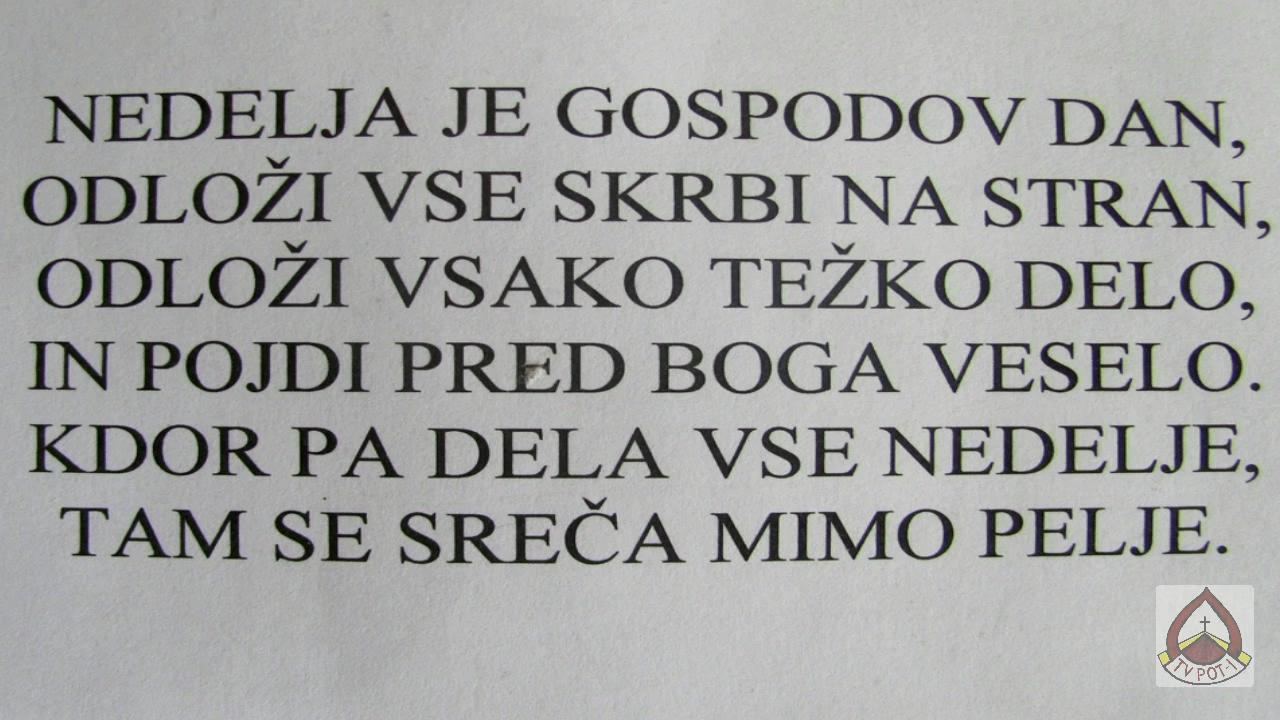 NEDELJA JE GOSPODOV DAN,
ODLOŽI VSE SKRBI NA STRAN,
ODLOŽI VSAKO TEŽKO DELO,
IN POJDI PRED BOGA VESELO.
KDOR PA DELA VSE NEDELJE,
TAM SE SREČA MIMO PELJE.
TV POT-1